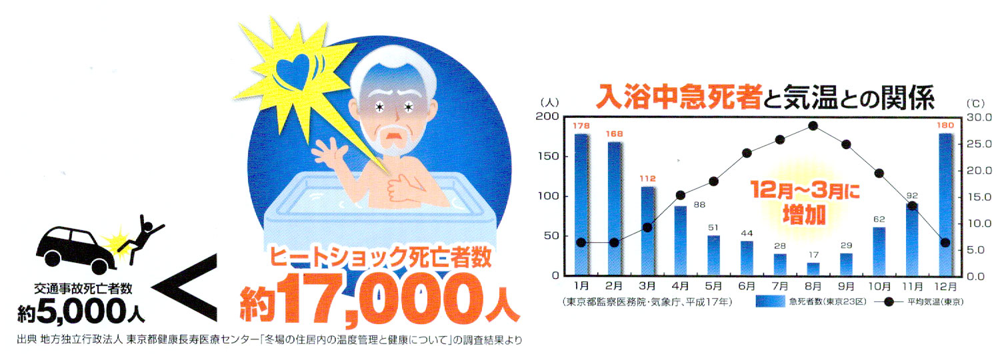 交通事故死亡者数
約5,000人
ヒートショック死亡者数
約17,000人
出典 地方独立行政法人 東京都健康長寿医療センター「冬場の住居内の温度管理と健康について」の調査結果より
入浴中急死者と気温との関係
(人)
(℃)
200
150
100
50
0
30.0
25.0
20.0
15.0
10.0
5.0
0.0
178
168
112
88
51
44
28
17
29
62
92
180
12月〜3月に
増加
1月 2月 3月 4月 5月 6月 7月 8月 9月 10月 11月 12月
(東京都監察医務院・気象庁、平成17年) 急死者数(東京23区) 平均気温(東京)